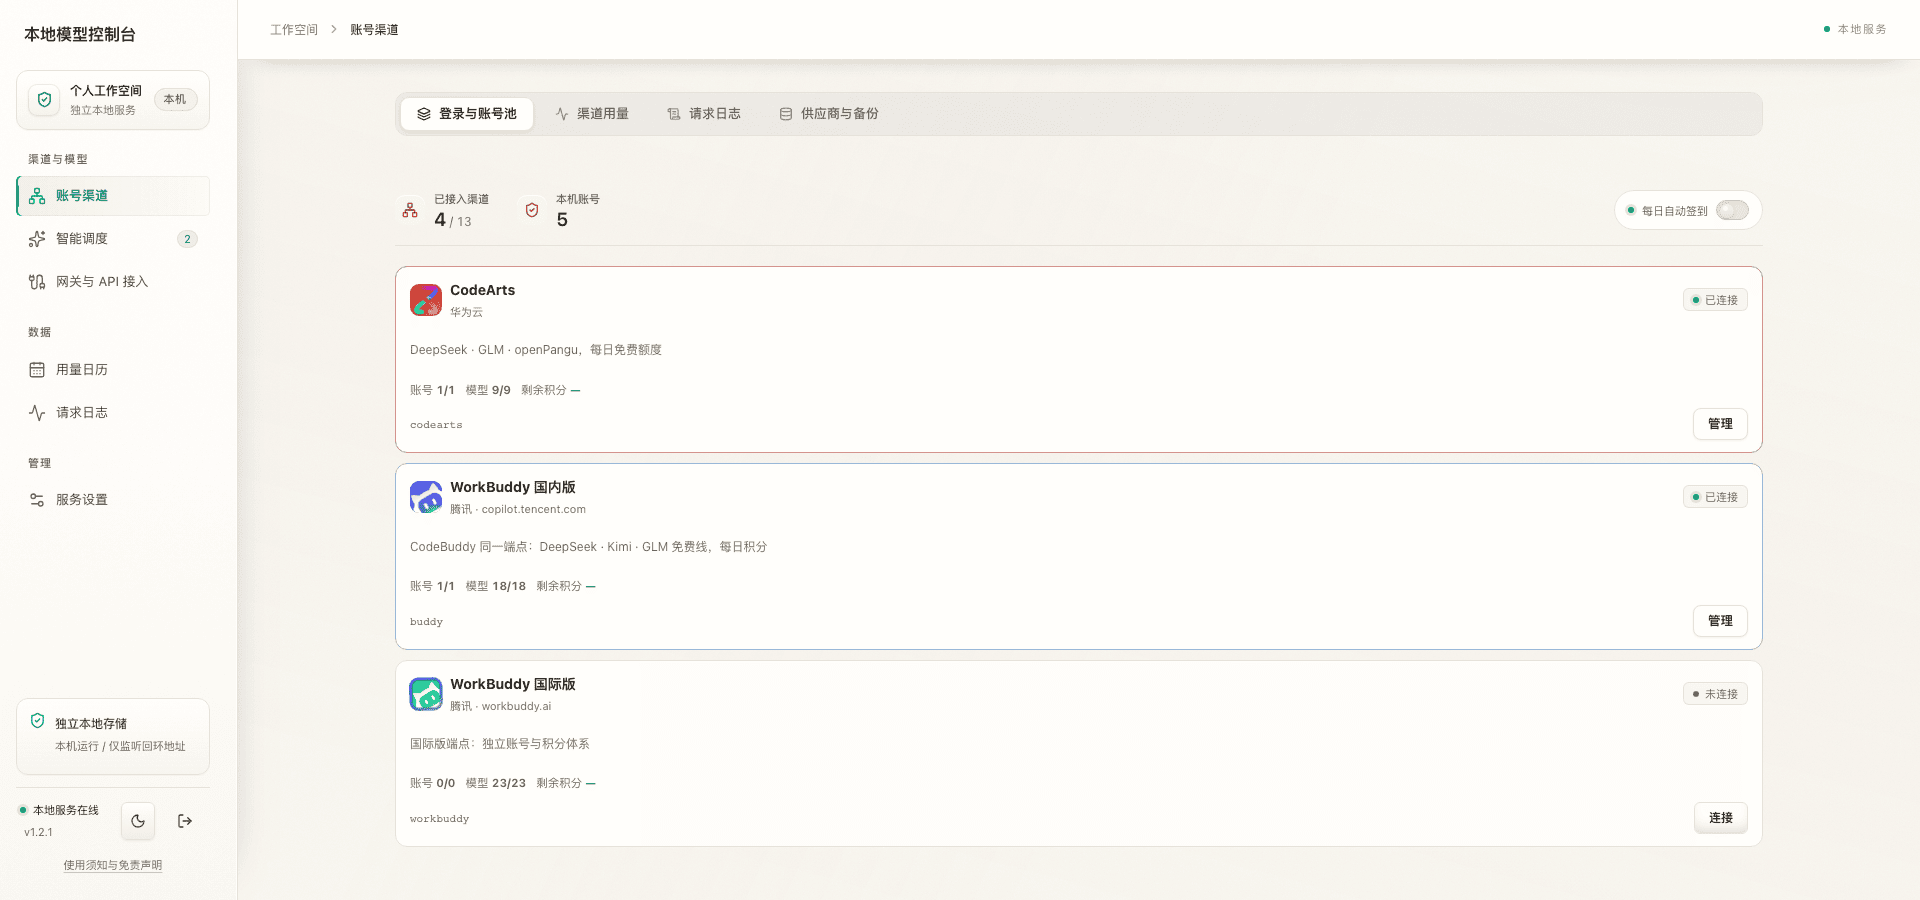 本地模型控制台
个人工作空间
独立本地服务
本机
渠道与模型
账号渠道
智能调度
2
网关与 API 接入
数据
用量日历
请求日志
管理
服务设置
独立本地存储
本机运行 / 仅监听回环地址
本地服务在线
v1.2.1
使用须知与免责声明
工作空间
账号渠道
本地服务
登录与账号池
渠道用量
请求日志
供应商与备份
已接入渠道
4 / 13
本机账号
5
每日自动签到
CodeArts
华为云
已连接
DeepSeek · GLM · openPangu，每日免费额度
账号 1/1 模型 9/9 剩余积分 —
codearts
管理
WorkBuddy 国内版
腾讯 · copilot.tencent.com
已连接
CodeBuddy 同一端点：DeepSeek · Kimi · GLM 免费线，每日积分
账号 1/1 模型 18/18 剩余积分 —
buddy
管理
WorkBuddy 国际版
腾讯 · workbuddy.ai
未连接
国际版端点：独立账号与积分体系
账号 0/0 模型 23/23 剩余积分 —
workbuddy
连接